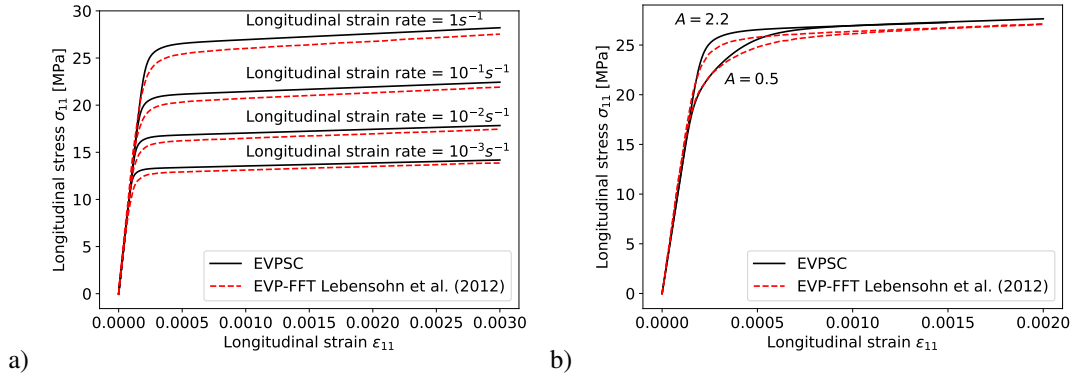 Longitudinal stress σ11 [MPa]
30
25
20
15
10
5
0
Longitudinal strain rate = 1s⁻¹
Longitudinal strain rate = 10⁻¹s⁻¹
Longitudinal strain rate = 10⁻²s⁻¹
Longitudinal strain rate = 10⁻³s⁻¹
EVPSC
EVP-FFT Lebensohn et al. (2012)
0.0000 0.0005 0.0010 0.0015 0.0020 0.0025 0.0030
Longitudinal strain ε11
a)
Longitudinal stress σ11 [MPa]
25
20
15
10
5
0
A = 2.2
A = 0.5
EVPSC
EVP-FFT Lebensohn et al. (2012)
0.0000 0.0005 0.0010 0.0015 0.0020
Longitudinal strain ε11
b)